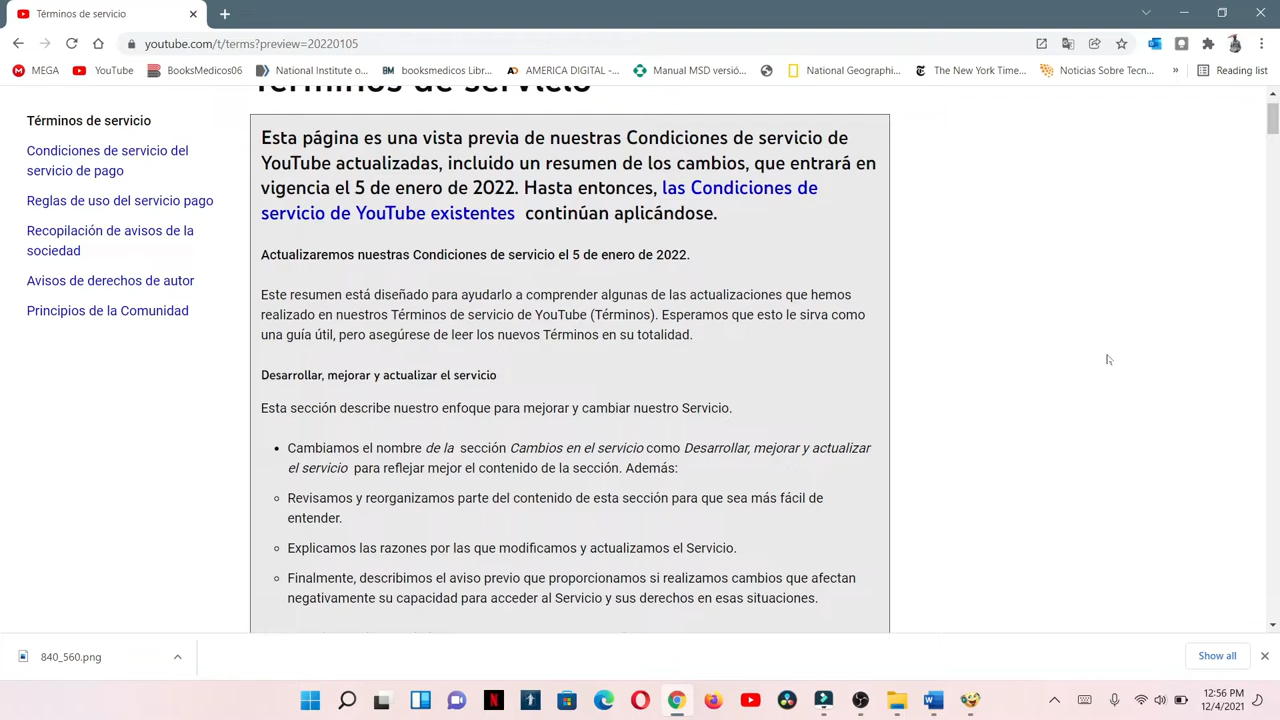 Términos de servicio
youtube.com/t/terms?preview=20220105
MEGA
YouTube
BooksMedicos06
National Institute o...
booksmedicos Libr...
AMERICA DIGITAL -...
Manual MSD versió...
National Geographi...
The New York Time...
Noticias Sobre Tecn...
»
Reading list
Términos de servicio
Términos de servicio
Condiciones de servicio del
servicio de pago
Reglas de uso del servicio pago
Recopilación de avisos de la
sociedad
Avisos de derechos de autor
Principios de la Comunidad
Esta página es una vista previa de nuestras Condiciones de servicio de
YouTube actualizadas, incluido un resumen de los cambios, que entrará en
vigencia el 5 de enero de 2022. Hasta entonces, las Condiciones de
servicio de YouTube existentes continúan aplicándose.
Actualizaremos nuestras Condiciones de servicio el 5 de enero de 2022.
Este resumen está diseñado para ayudarlo a comprender algunas de las actualizaciones que hemos
realizado en nuestros Términos de servicio de YouTube (Términos). Esperamos que esto le sirva como
una guía útil, pero asegúrese de leer los nuevos Términos en su totalidad.
Desarrollar, mejorar y actualizar el servicio
Esta sección describe nuestro enfoque para mejorar y cambiar nuestro Servicio.
Cambiamos el nombre de la sección Cambios en el servicio como Desarrollar, mejorar y actualizar
el servicio para reflejar mejor el contenido de la sección. Además:
Revisamos y reorganizamos parte del contenido de esta sección para que sea más fácil de
entender.
Explicamos las razones por las que modificamos y actualizamos el Servicio.
Finalmente, describimos el aviso previo que proporcionamos si realizamos cambios que afectan
negativamente su capacidad para acceder al Servicio y sus derechos en esas situaciones.
840_560.png
Show all
12:56 PM
12/4/2021